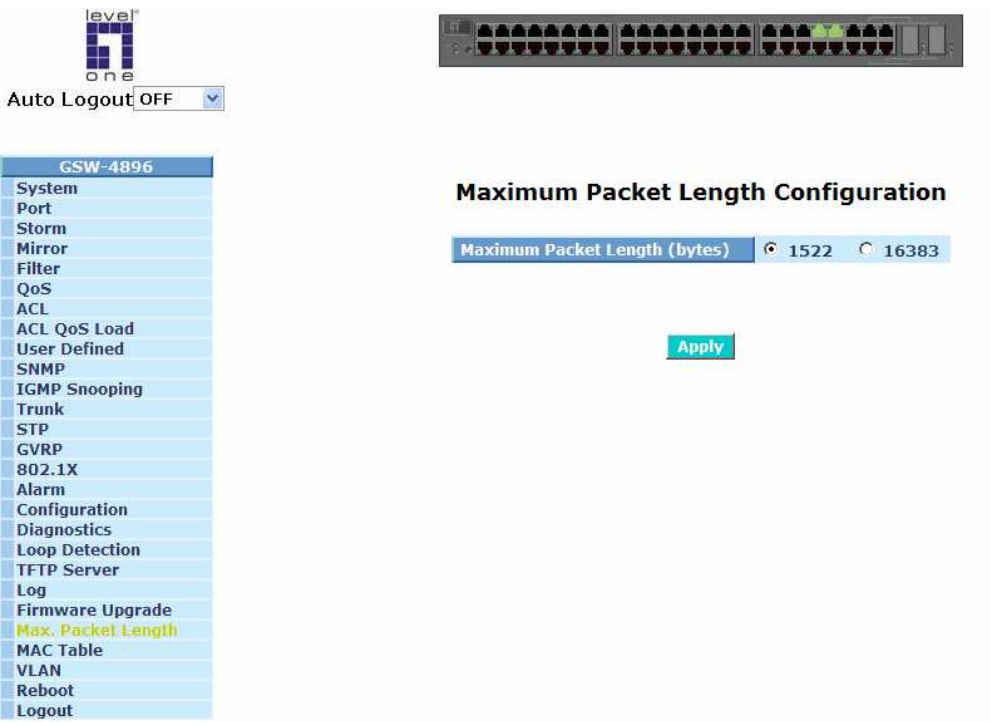 level
one
Auto Logout OFF
GSW-4896
System
Port
Storm
Mirror
Filter
QoS
ACL
ACL QoS Load
User Defined
SNMP
IGMP Snooping
Trunk
STP
GVRP
802.1X
Alarm
Configuration
Diagnostics
Loop Detection
TFTP Server
Log
Firmware Upgrade
Max. Packet Length
MAC Table
VLAN
Reboot
Logout
Maximum Packet Length Configuration
Maximum Packet Length (bytes) 1522 16383
Apply